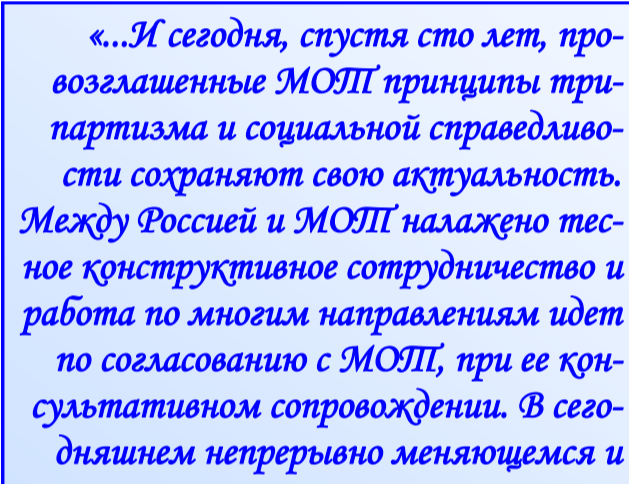 «...И сегодня, спустя сто лет, про-
возглашенные МОТ принципы три-
партизма и социальной справедливо-
сти сохраняют свою актуальность.
Между Россией и МОТ налажено тес-
ное конструктивное сотрудничество и
работа по многим направлениям идет
по согласованию с МОТ, при ее кон-
сультативном сопровождении. В сего-
дняшнем непрерывно меняющемся и